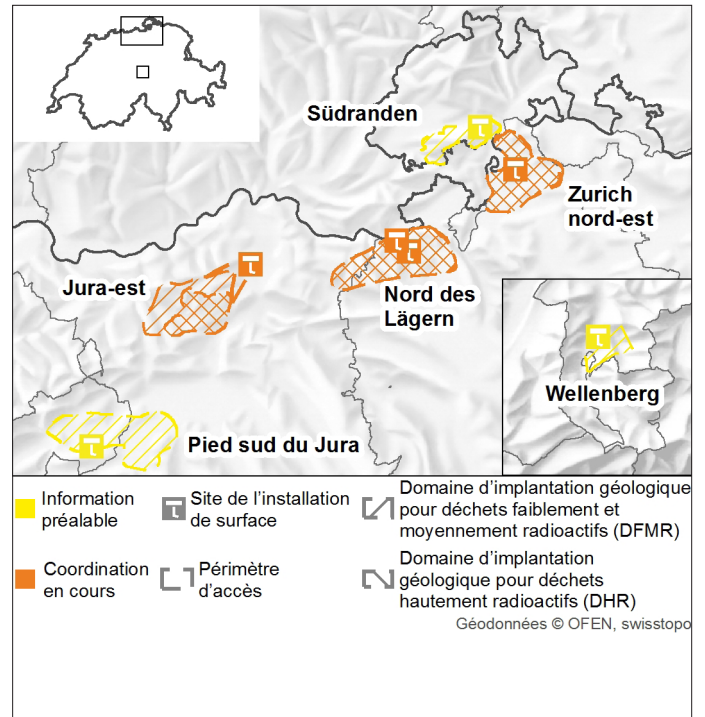 Südranden
Zurich
nord-est
Jura-est
Nord des
Lägern
Wellenberg
Pied sud du Jura
Information
préalable
Site de l’installation
de surface
Domaine d’implantation géologique
pour déchets faiblement et
moyennement radioactifs (DFMR)
Coordination
en cours
Périmètre
d’accès
Domaine d’implantation
géologique pour déchets
hautement radioactifs (DHR)
Géodonnées © OFEN, swisstopo